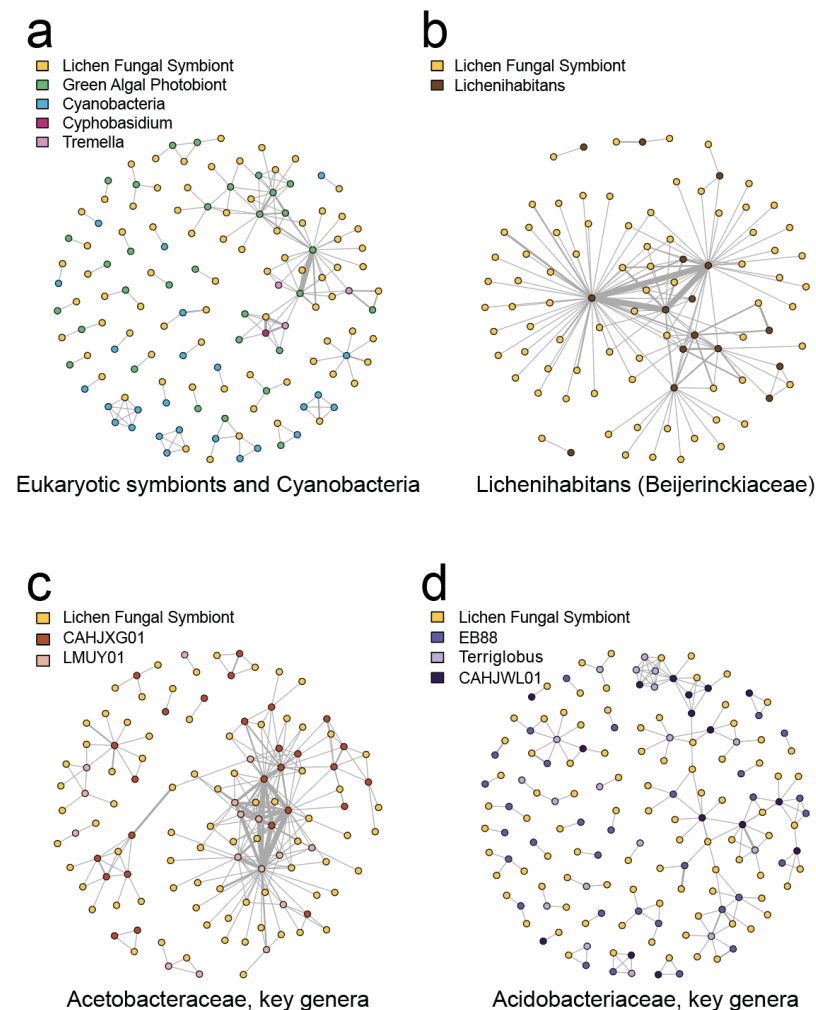 a
Lichen Fungal Symbiont
Green Algal Photobiont
Cyanobacteria
Cyphobasidium
Tremella
Eukaryotic symbionts and Cyanobacteria
b
Lichen Fungal Symbiont
Lichenihabitans
Lichenihabitans (Beijerinckiaceae)
c
Lichen Fungal Symbiont
CAHJXG01
LMUY01
Acetobacteraceae, key genera
d
Lichen Fungal Symbiont
EB88
Terriglobus
CAHJWL01
Acidobacteriaceae, key genera